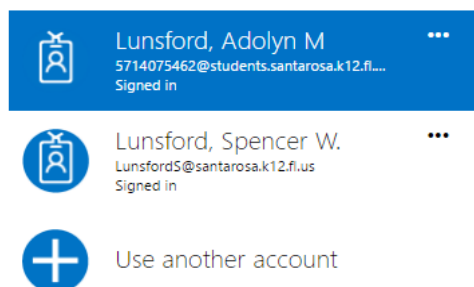 Lunsford, Adolyn M
5714075462@students.santarosa.k12.fl....
Signed in
Lunsford, Spencer W.
LunsfordS@santarosa.k12.fl.us
Signed in
Use another account